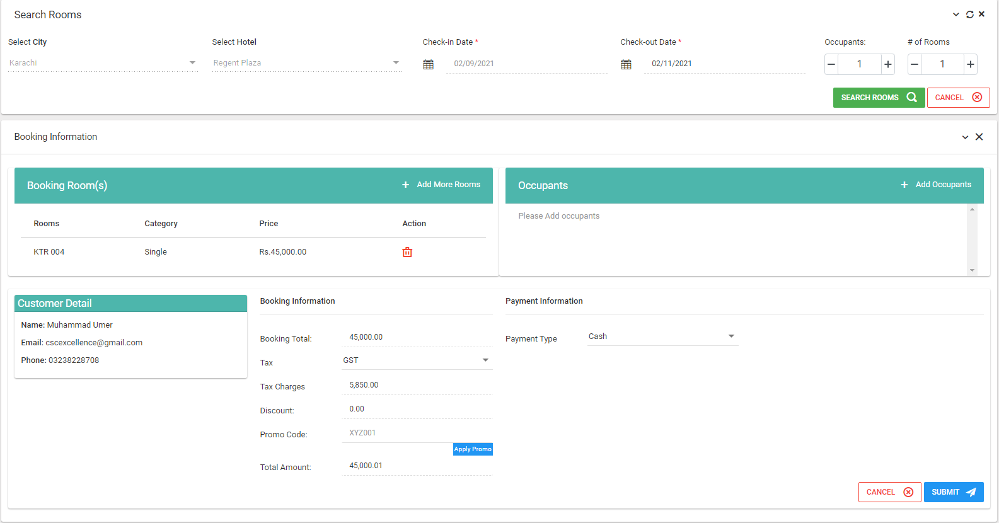 Search Rooms
Select City
Select Hotel
Check-in Date *
Check-out Date *
Occupants:
# of Rooms
Karachi
Regent Plaza
02/09/2021
02/11/2021
1
1
SEARCH ROOMS
CANCEL
Booking Information
Booking Room(s)
+ Add More Rooms
Rooms Category Price Action
KTR 004 Single Rs.45,000.00
Occupants
+ Add Occupants
Please Add occupants
Customer Detail
Name: Muhammad Umer
Email: cscexcellence@gmail.com
Phone: 03238228708
Booking Information
Booking Total: 45,000.00
Tax GST
Tax Charges 5,850.00
Discount: 0.00
Promo Code: XYZ001
Apply Promo
Total Amount: 45,000.01
Payment Information
Payment Type Cash
CANCEL
SUBMIT